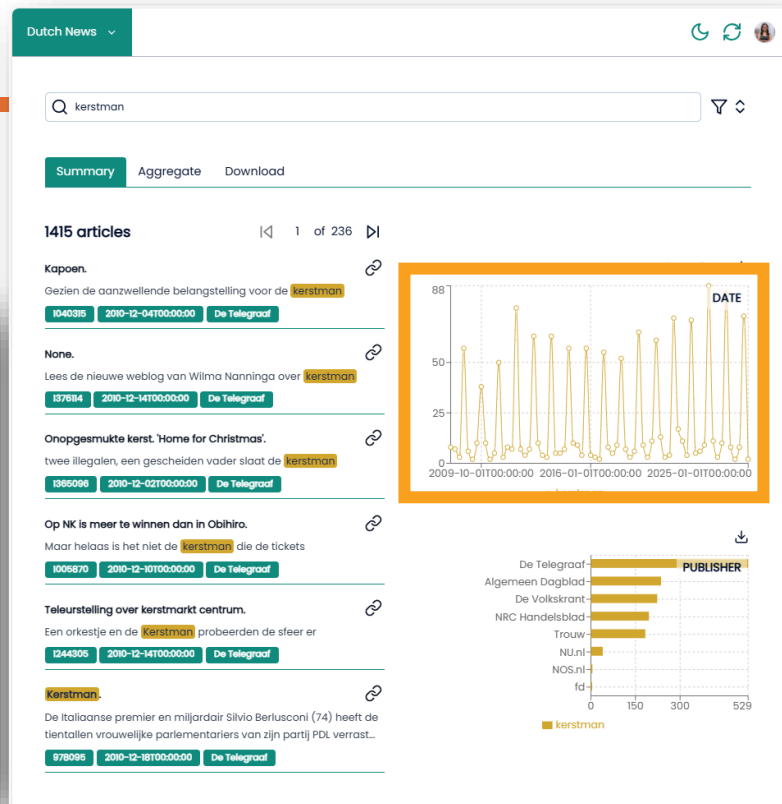 Dutch News
kerstman
Summary Aggregate Download
1415 articles
1 of 236
Kapoen.
Gezien de aanzwellende belangstelling voor de kerstman
1040315 2010-12-04T00:00:00 De Telegraaf
None.
Lees de nieuwe weblog van Wilma Nanninga over kerstman
1376114 2010-12-14T00:00:00 De Telegraaf
Onopgesmukte kerst. 'Home for Christmas'.
twee illegalen, een gescheiden vader slaat de kerstman
1365096 2010-12-02T00:00:00 De Telegraaf
Op NK is meer te winnen dan in Obihiro.
Maar helaas is het niet de kerstman die de tickets
1005870 2010-12-10T00:00:00 De Telegraaf
Teleurstelling over kerstmarkt centrum.
Een orkestje en de Kerstman probeerden de sfeer er
1244305 2010-12-14T00:00:00 De Telegraaf
Kerstman.
De Italiaanse premier en miljardair Silvio Berlusconi (74) heeft de
tientallen vrouwelijke parlementariers van zijn partij PDL verrast...
978095 2010-12-18T00:00:00 De Telegraaf
DATE
88
50
25
0
2009-10-01T00:00:00 2016-01-01T00:00:00 2025-01-01T00:00:00
PUBLISHER
De Telegraaf
Algemeen Dagblad
De Volkskrant
NRC Handelsblad
Trouw
NU.nl
NOS.nl
fd
0 150 300 529
kerstman